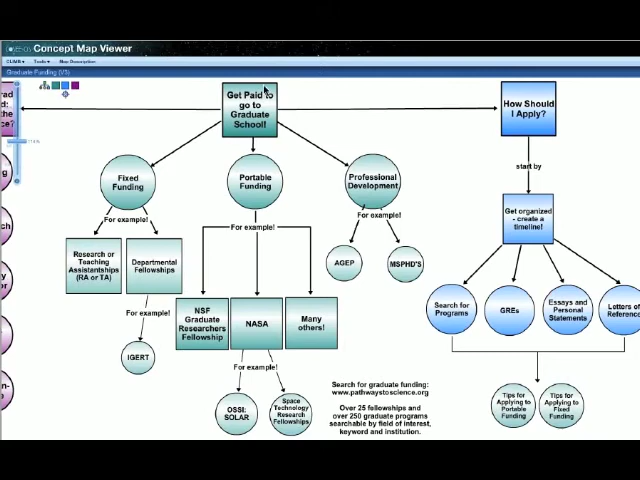 Concept Map Viewer
CLIMB
Tools
Map Description
Graduate Funding (V5)
Get Paid to
go to
Graduate
School!
How Should
I Apply?
start by
Fixed
Funding
Portable
Funding
Professional
Development
For example!
For example!
For example!
Get organized
- create a
timeline!
Research or
Teaching
Assistantships
(RA or TA)
Departmental
Fellowships
AGEP
MSPHD'S
For example!
NSF
Graduate
Researchers
Fellowship
NASA
Many
others!
Search for
Programs
GREs
Essays and
Personal
Statements
Letters of
Reference
IGERT
For example!
OSSI:
SOLAR
Space
Technology
Research
Fellowships
Search for graduate funding:
www.pathwaystoscience.org
Over 25 fellowships and
over 250 graduate programs
searchable by field of interest,
keyword and institution.
Tips for
Applying to
Portable
Funding
Tips for
Applying to
Fixed
Funding